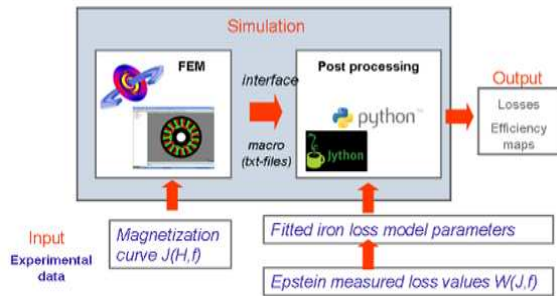 Simulation
FEM
interface
macro
(txt-files)
Post processing
python™
Jython
Output
Losses
Efficiency
maps
Input
Experimental
data
Magnetization
curve J(H,f)
Fitted iron loss model parameters
Epstein measured loss values W(J,f)